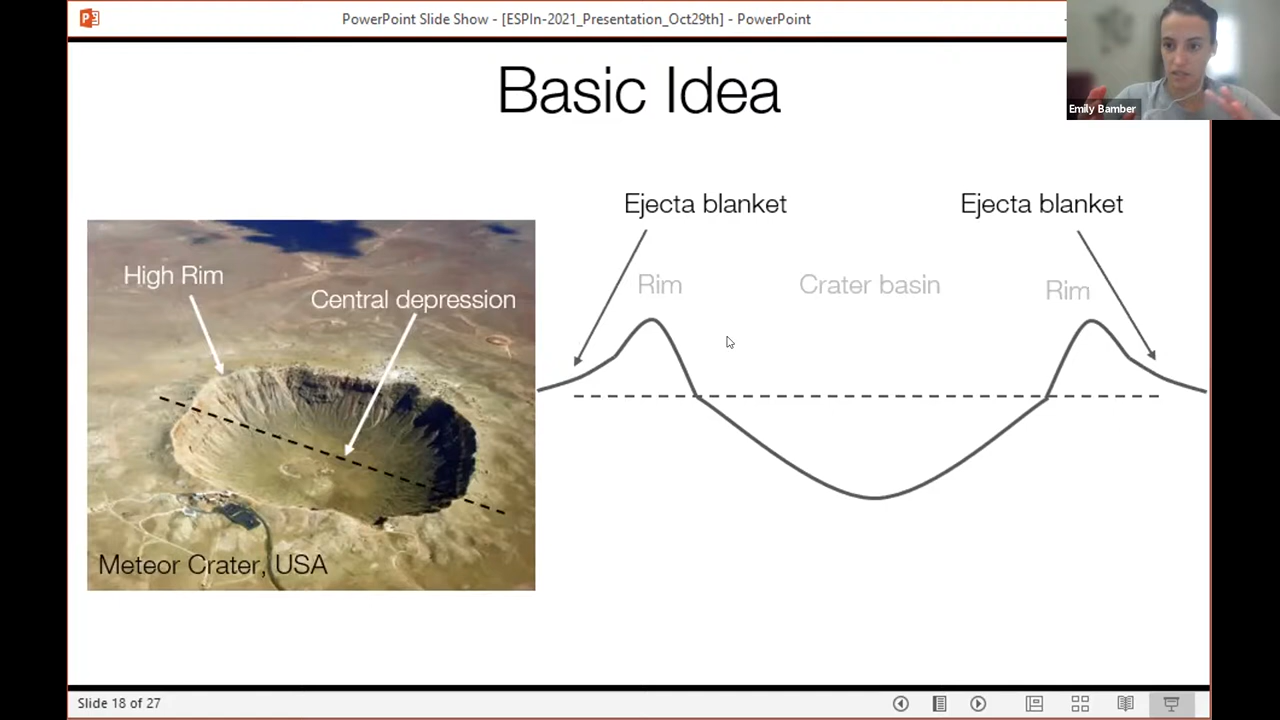 PowerPoint Slide Show - [ESPIn-2021_Presentation_Oct29th] - PowerPoint
Emily Bamber
Basic Idea
High Rim
Central depression
Meteor Crater, USA
Ejecta blanket
Ejecta blanket
Rim
Crater basin
Rim
Slide 18 of 27